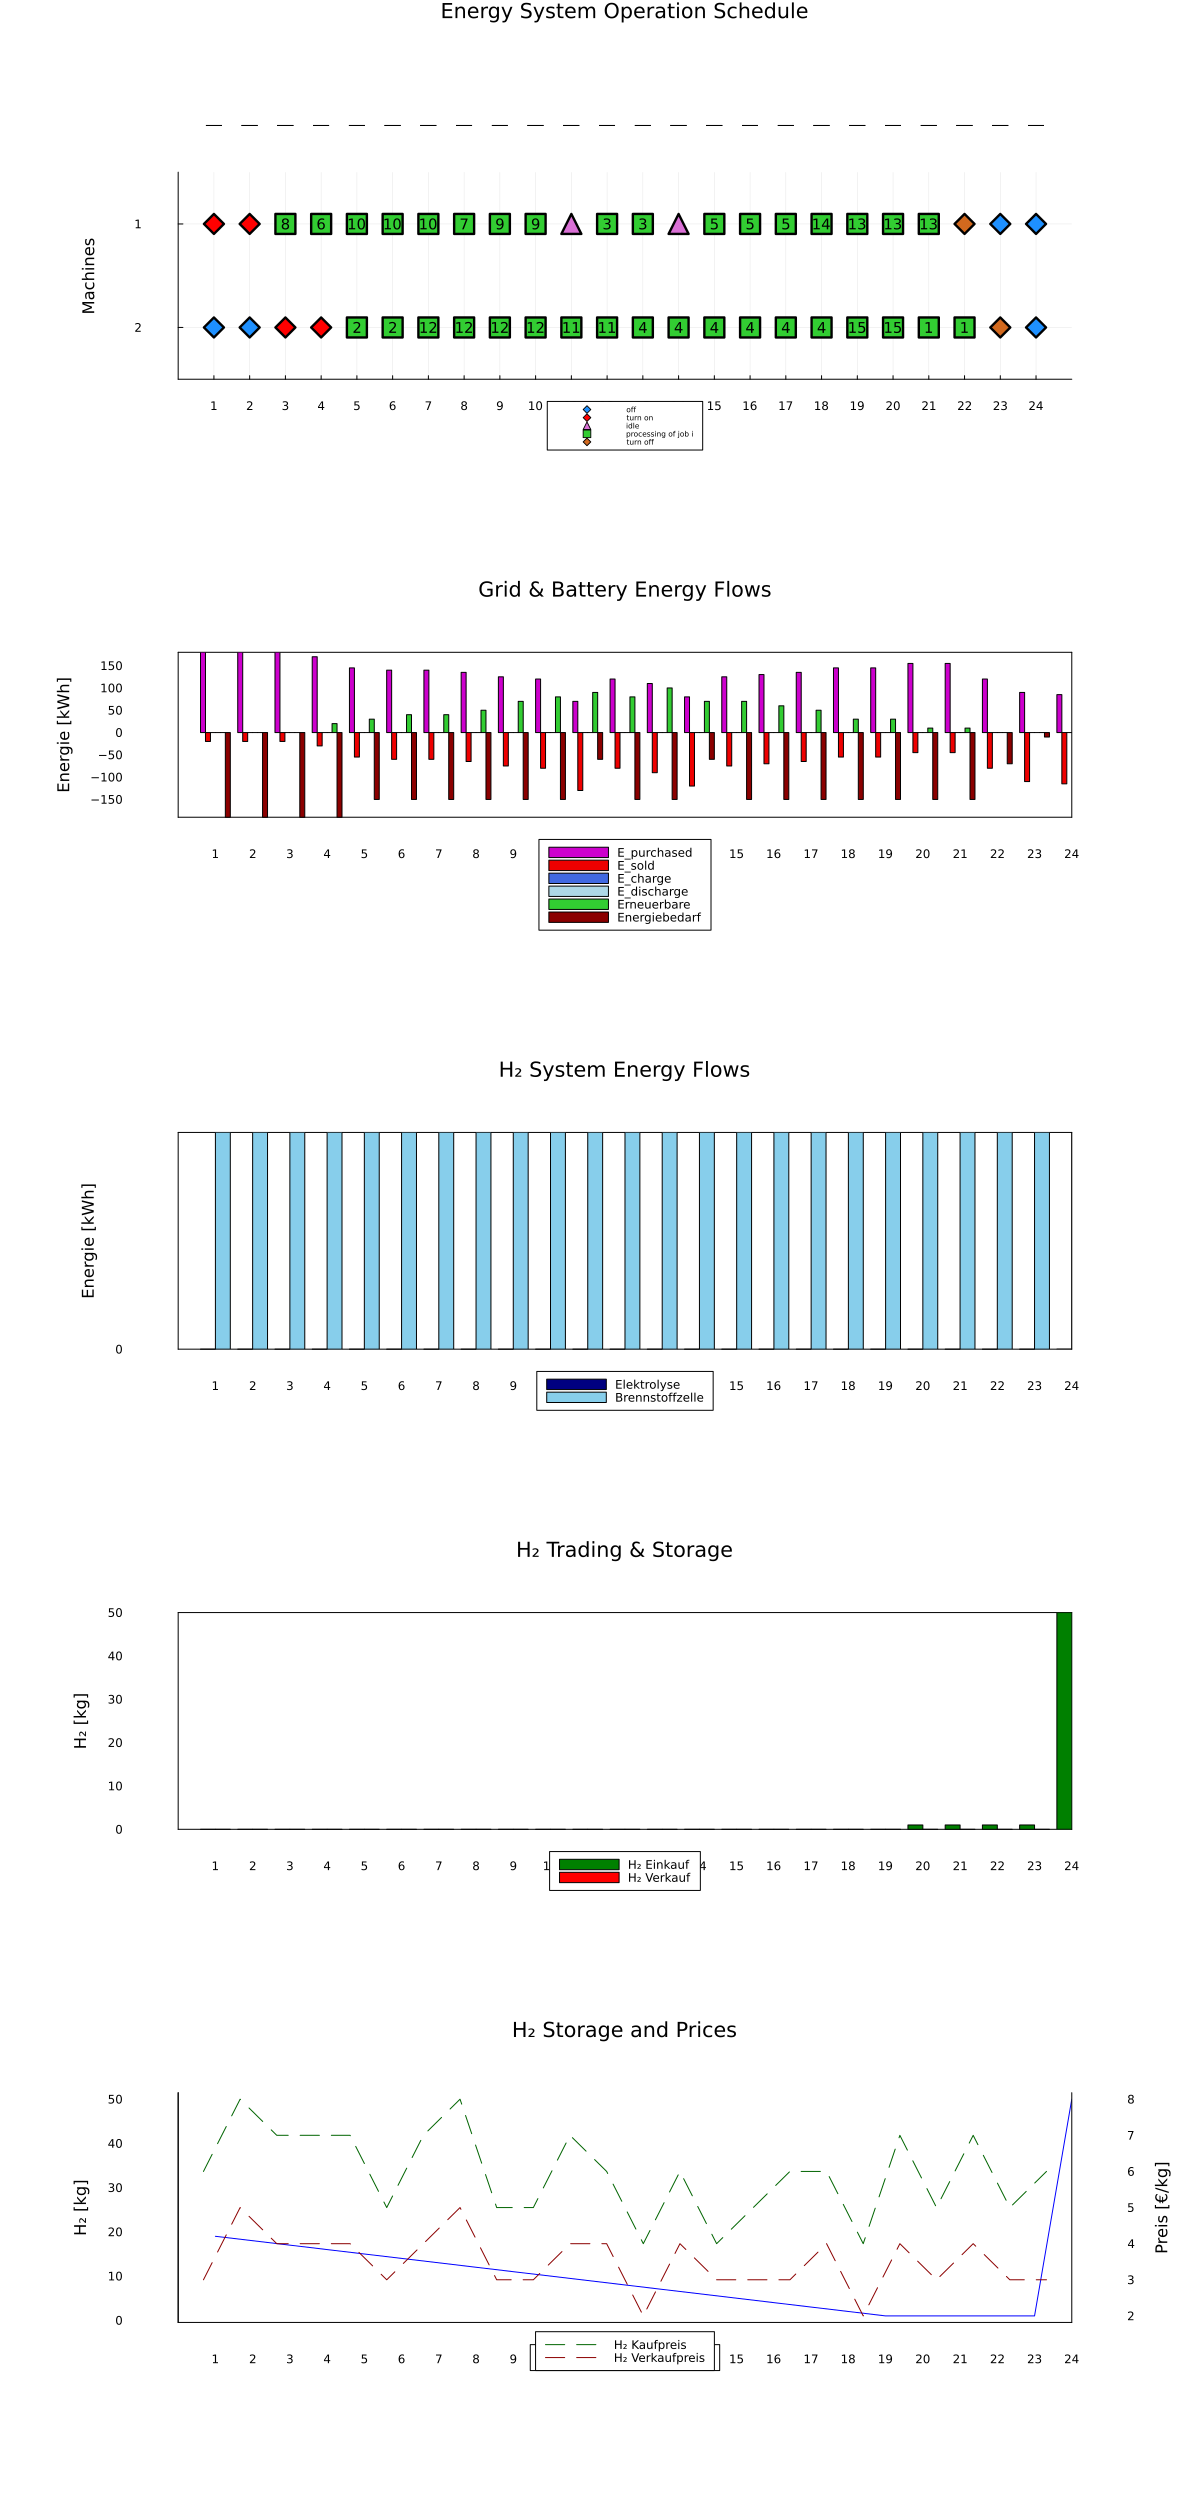 Energy System Operation Schedule
1 8 6 10 10 10 7 9 9 3 3 5 5 5 14 13 13 13
Machines
2 2 2 12 12 12 12 11 11 4 4 4 4 4 4 15 15 1 1
1 2 3 4 5 6 7 8 9 10 15 16 17 18 19 20 21 22 23 24
off
turn on
idle
processing of job i
turn off
Grid & Battery Energy Flows
Energie [kWh]
150
100
50
0
−50
−100
−150
1 2 3 4 5 6 7 8 9 15 16 17 18 19 20 21 22 23 24
E_purchased
E_sold
E_charge
E_discharge
Erneuerbare
Energiebedarf
H₂ System Energy Flows
Energie [kWh]
0
1 2 3 4 5 6 7 8 9 15 16 17 18 19 20 21 22 23 24
Elektrolyse
Brennstoffzelle
H₂ Trading & Storage
H₂ [kg]
50
40
30
20
10
0
1 2 3 4 5 6 7 8 9 1 4 15 16 17 18 19 20 21 22 23 24
H₂ Einkauf
H₂ Verkauf
H₂ Storage and Prices
H₂ [kg]
50
40
30
20
10
0
8
7
6
5
4
3
2
Preis [€/kg]
1 2 3 4 5 6 7 8 9 15 16 17 18 19 20 21 22 23 24
H₂ Kaufpreis
H₂ Verkaufpreis